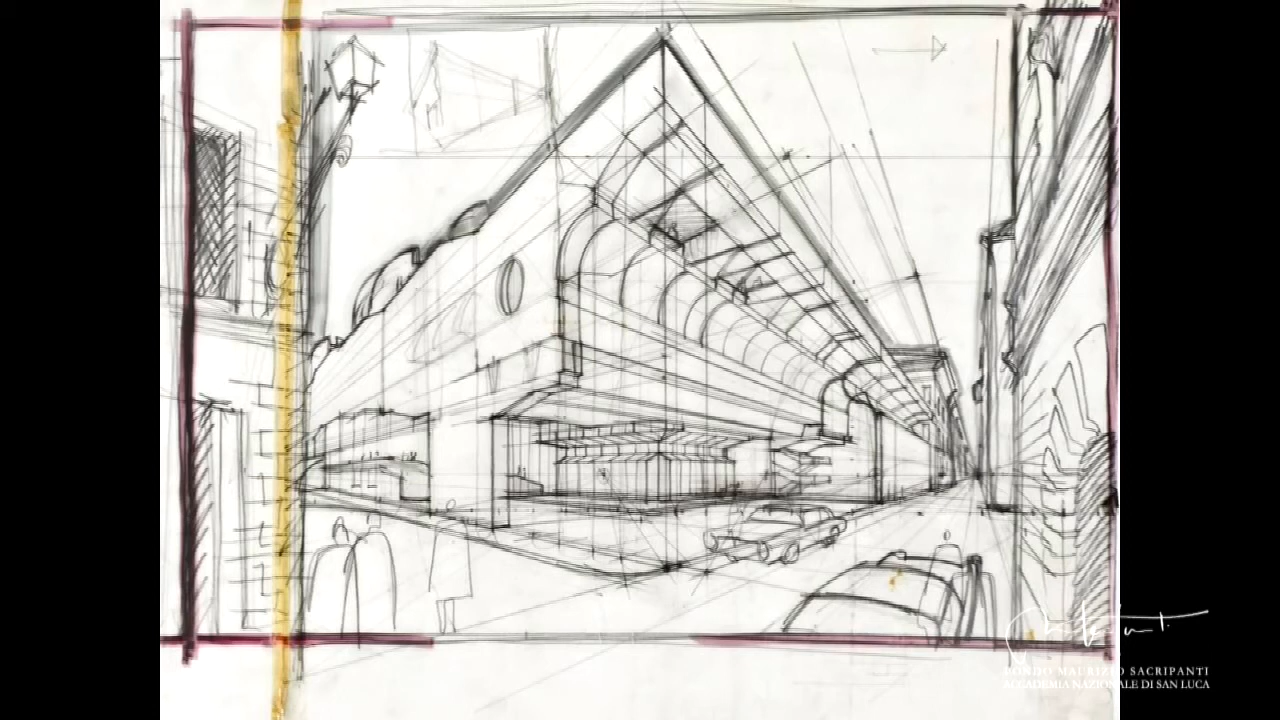 FONDO MAURIZIO SACRIPANTI
ACCADEMIA NAZIONALE DI SAN LUCA